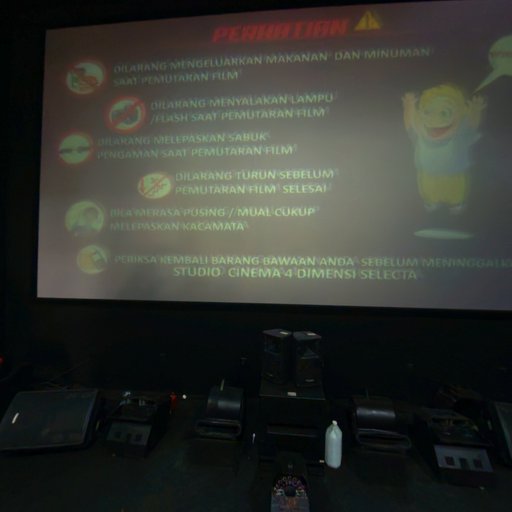 PERHATIAN
DILARANG MENGELUARKAN MAKANAN DAN MINUMAN
SAAT PEMUTARAN FILM
DILARANG MENYALAKAN LAMPU
/FLASH SAAT PEMUTARAN FILM
DILARANG MELEPASKAN SABUK
PENGAMAN SAAT PEMUTARAN FILM
DILARANG TURUN SEBELUM
PEMUTARAN FILM SELESAI
BILA MERASA PUSING / MUAL CUKUP
MELEPASKAN KACAMATA
PERIKSA KEMBALI BARANG BAWAAN ANDA SEBELUM MENINGGALK
STUDIO CINEMA 4 DIMENSI SELECTA